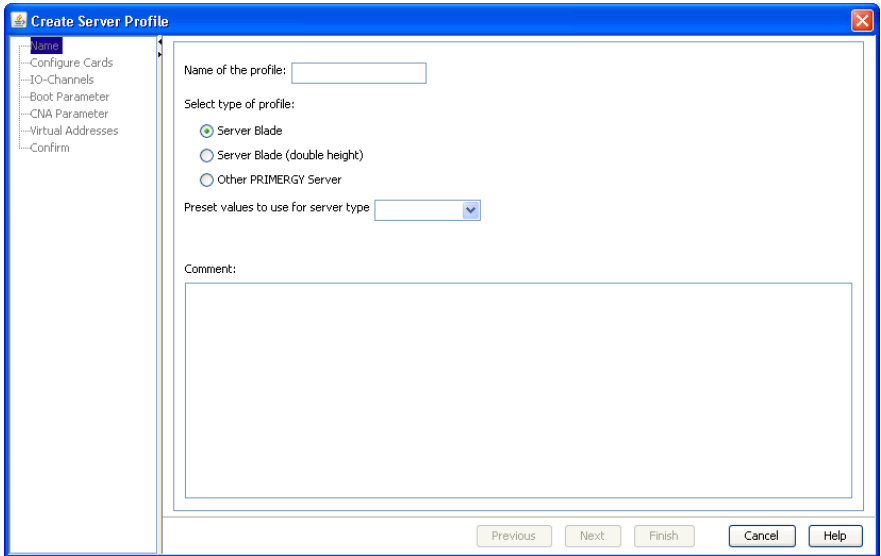 Create Server Profile
Name
Configure Cards
IO-Channels
Boot Parameter
CNA Parameter
Virtual Addresses
Confirm
Name of the profile:
Select type of profile:
Server Blade
Server Blade (double height)
Other PRIMERGY Server
Preset values to use for server type
Comment:
Previous Next Finish Cancel Help